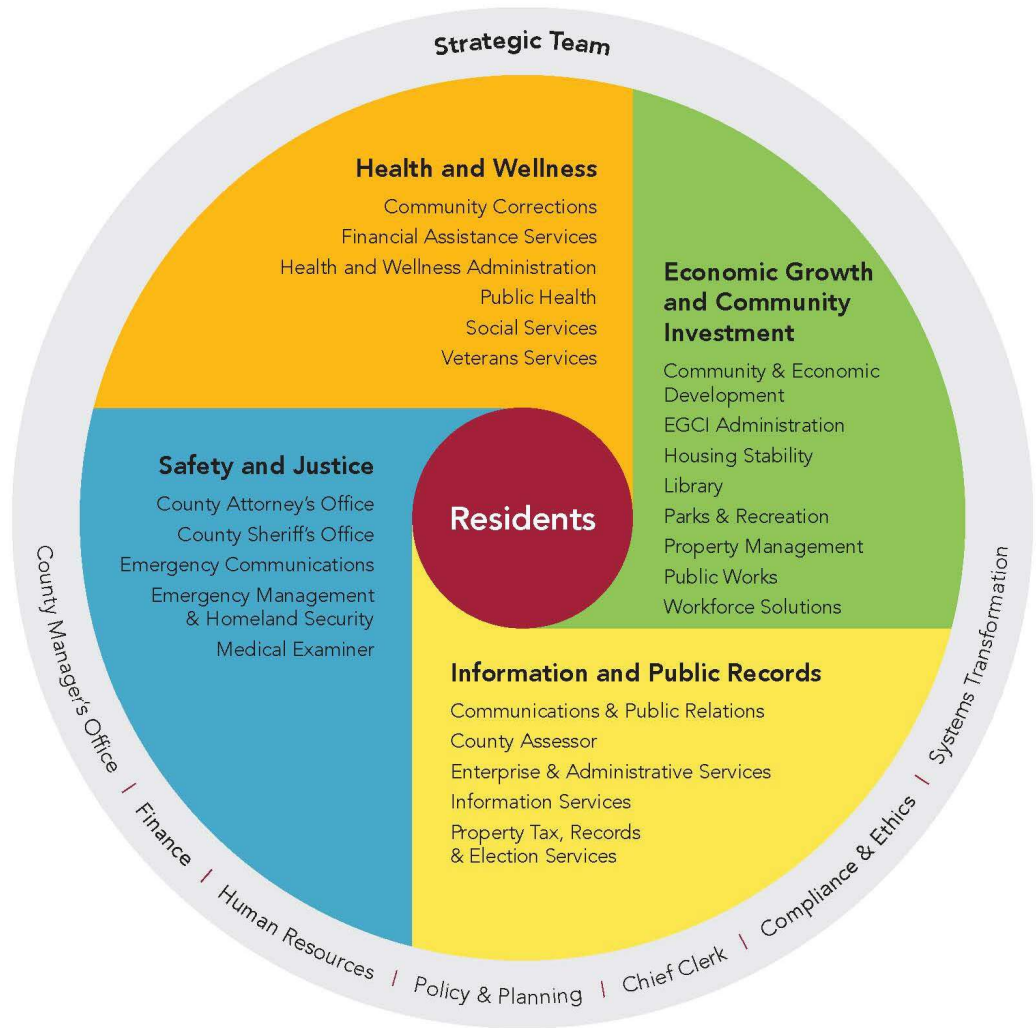 Strategic Team
Health and Wellness
Community Corrections
Financial Assistance Services
Health and Wellness Administration
Public Health
Social Services
Veterans Services
Economic Growth
and Community
Investment
Community & Economic
Development
EGCI Administration
Housing Stability
Library
Parks & Recreation
Property Management
Public Works
Workforce Solutions
Safety and Justice
County Attorney's Office
County Sheriff's Office
Emergency Communications
Emergency Management
& Homeland Security
Medical Examiner
Residents
Information and Public Records
Communications & Public Relations
County Assessor
Enterprise & Administrative Services
Information Services
Property Tax, Records
& Election Services
County Manager's Office | Finance | Human Resources | Policy & Planning | Chief Clerk | Compliance & Ethics | Systems Transformation